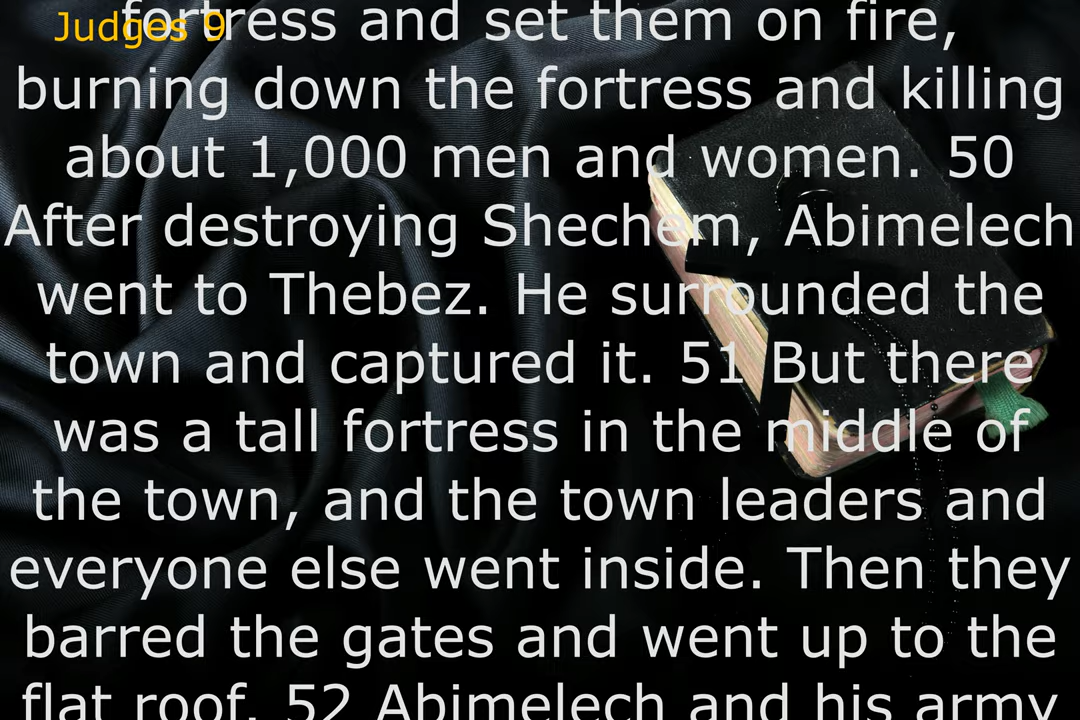 Judges 9
fortress and set them on fire,
burning down the fortress and killing
about 1,000 men and women. 50
After destroying Shechem, Abimelech
went to Thebez. He surrounded the
town and captured it. 51 But there
was a tall fortress in the middle of
the town, and the town leaders and
everyone else went inside. Then they
barred the gates and went up to the
flat roof. 52 Abimelech and his army